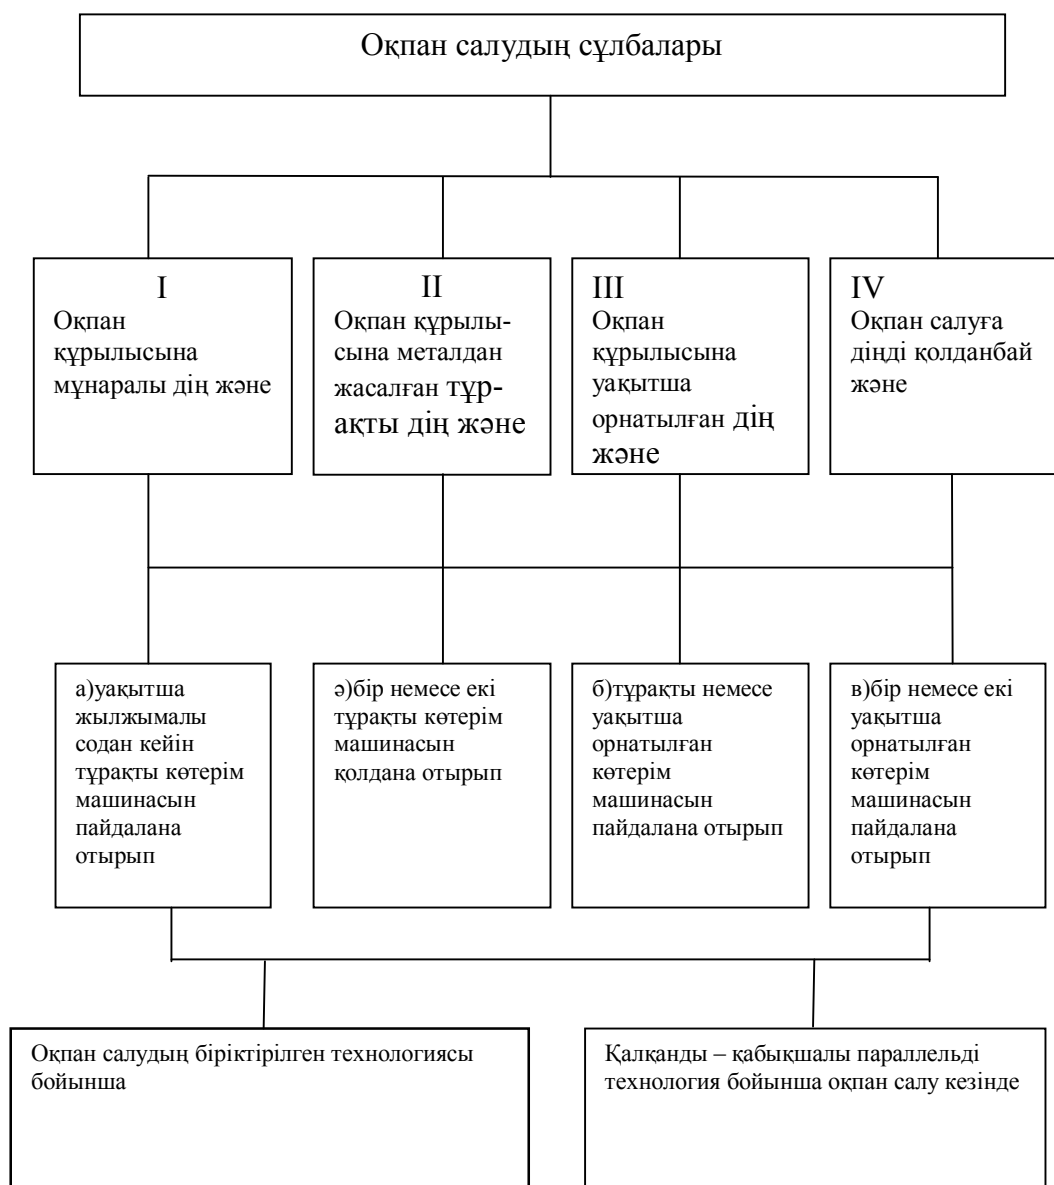 Оқпан салудың сұлбалары
I
Оқпан
құрылысына
мұнаралы дің және
II
Оқпан құрылы-
сына металдан
жасалған тұр-
ақты дің және
III
Оқпан
құрылысына
уақытша
орнатылған дің
және
IV
Оқпан салуға
діңді қолданбай
және
а)уақытша
жылжымалы
содан кейін
тұрақты көтерім
машинасын
пайдалана
отырып
ә)бір немесе екі
тұрақты көтерім
машинасын
қолдана отырып
б)тұрақты немесе
уақытша
орнатылған
көтерім
машинасын
пайдалана отырып
в)бір немесе екі
уақытша
орнатылған
көтерім
машинасын
пайдалана
отырып
Оқпан салудың біріктірілген технологиясы
бойынша
Қалқанды – қабықшалы параллельді
технология бойынша оқпан салу кезінде